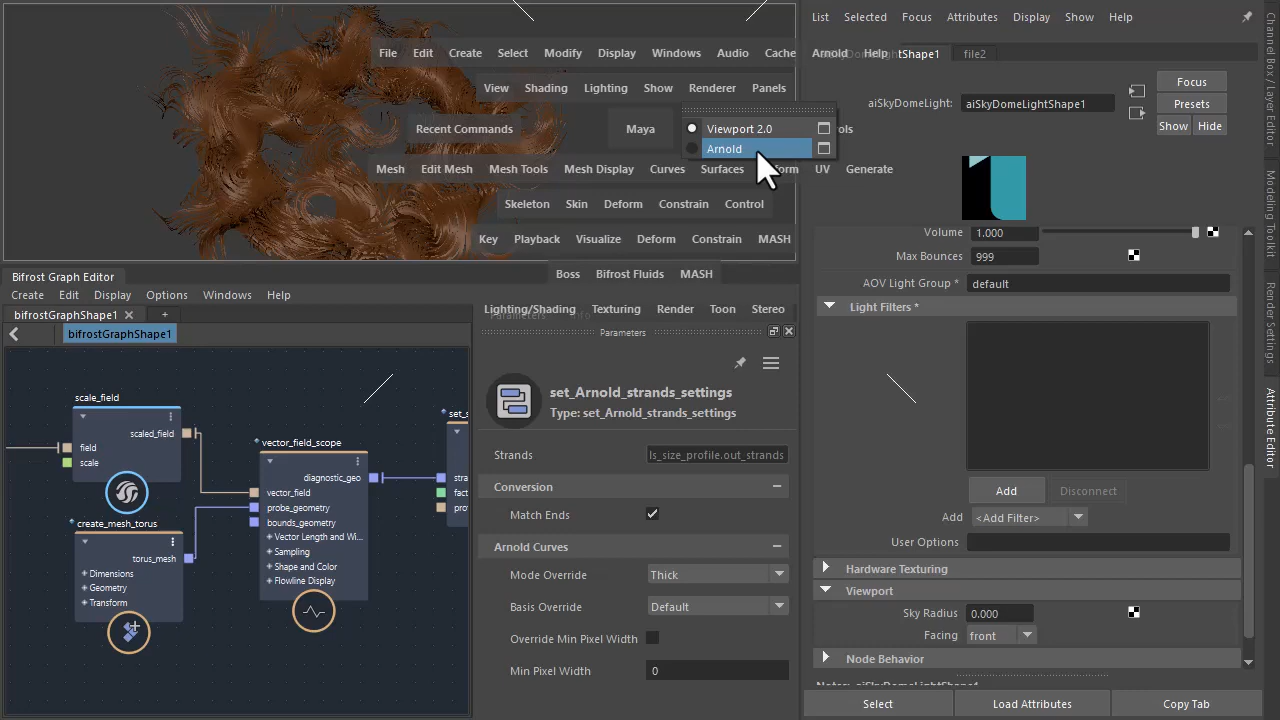 List Selected Focus Attributes Display Show Help
File Edit Create Select Modify Display Windows Audio Cache Arnold Help
tShape1 file2
View Shading Lighting Show Renderer Panels
Focus
aiSkyDomeLight: aiSkyDomeLightShape1
Presets
Show Hide
Recent Commands Maya
Viewport 2.0
Arnold
Mesh Edit Mesh Mesh Tools Mesh Display Curves Surfaces UV Generate
Skeleton Skin Deform Constrain Control
Key Playback Visualize Deform Constrain MASH
Boss Bifrost Fluids MASH
Lighting/Shading Texturing Render Toon Stereo
Volume 1.000
Max Bounces 999
AOV Light Group * default
Light Filters *
Add Disconnect
Add <Add Filter>
User Options
Hardware Texturing
Viewport
Sky Radius 0.000
Facing front
Node Behavior
Notes: aiSkyDomeLightShape1
Select Load Attributes Copy Tab
Channel Box / Layer Editor
Modeling Toolkit
Render Settings
Attribute Editor
Bifrost Graph Editor
Create Edit Display Options Windows Help
bifrostGraphShape1
bifrostGraphShape1
Parameters
set_Arnold_strands_settings
Type: set_Arnold_strands_settings
Strands ls_size_profile.out_strands
Conversion
Match Ends
Arnold Curves
Mode Override Thick
Basis Override Default
Override Min Pixel Width
Min Pixel Width 0
scale_field
scaled_field
field
scale
create_mesh_torus
torus_mesh
Dimensions
Geometry
Transform
vector_field_scope
diagnostic_geo
vector_field
probe_geometry
bounds_geometry
Vector Length and Wi...
Sampling
Shape and Color
Flowline Display
set_s
stra
fact
pro